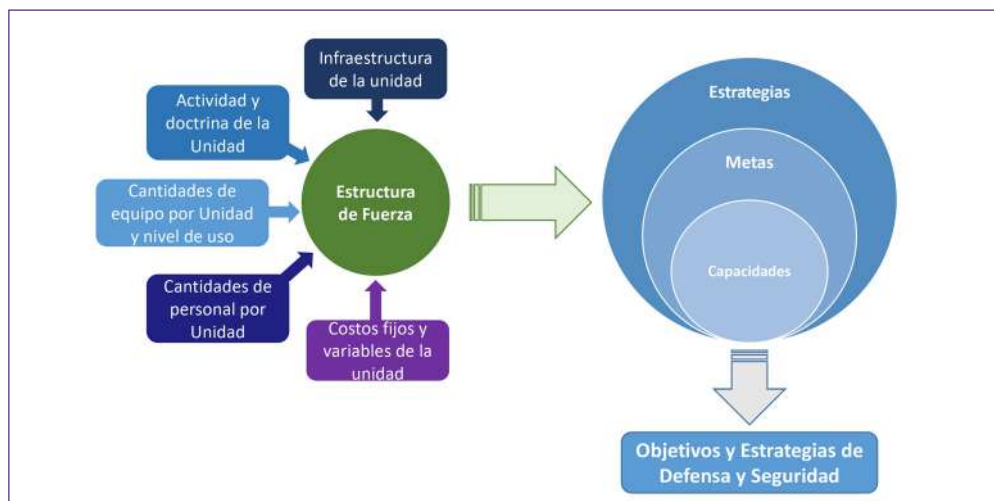 Infraestructura
de la unidad
Actividad y
doctrina de la
Unidad
Cantidades de
equipo por Unidad
y nivel de uso
Cantidades de
personal por
Unidad
Costos fijos y
variables de la
unidad
Estructura
de Fuerza
Estrategias
Metas
Capacidades
Objetivos y Estrategias de
Defensa y Seguridad